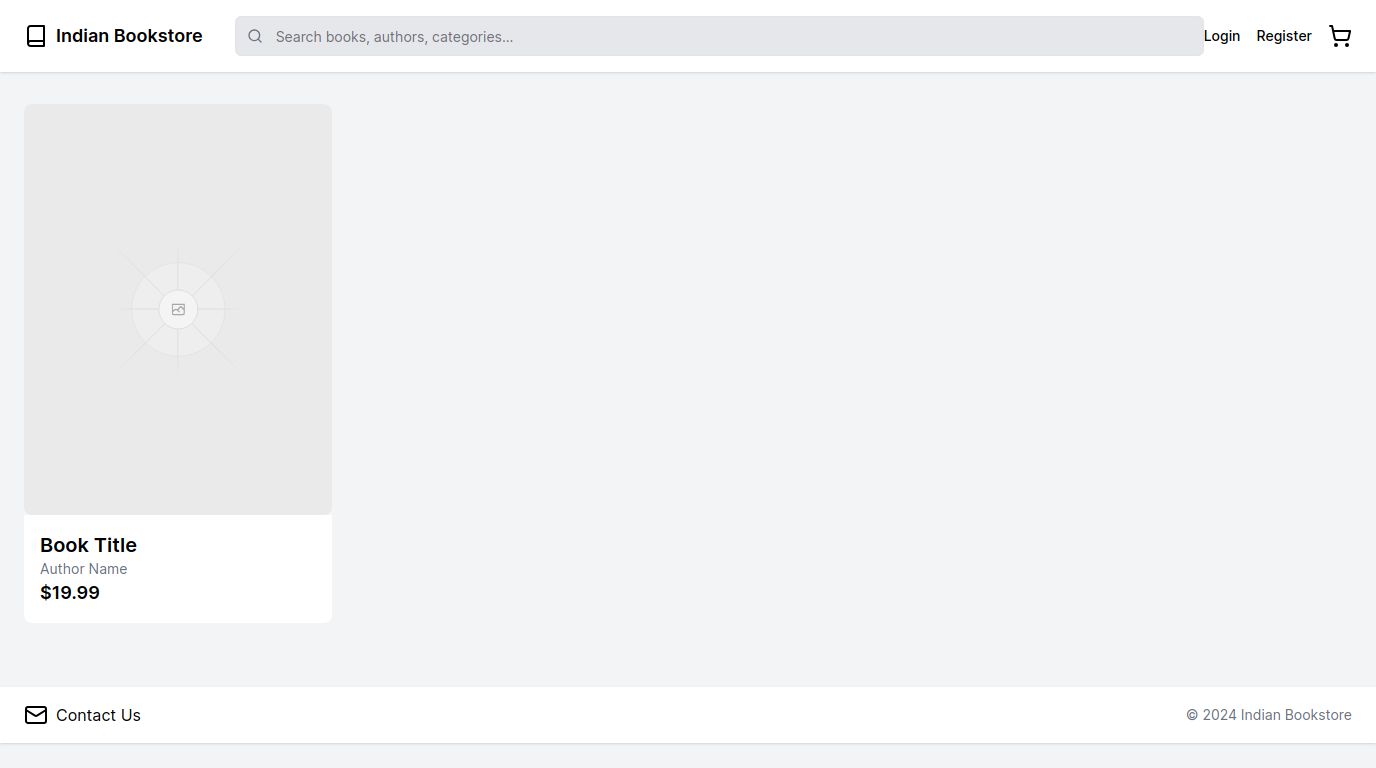 Indian Bookstore
Search books, authors, categories...
Login
Register
Book Title
Author Name
$19.99
Contact Us
© 2024 Indian Bookstore